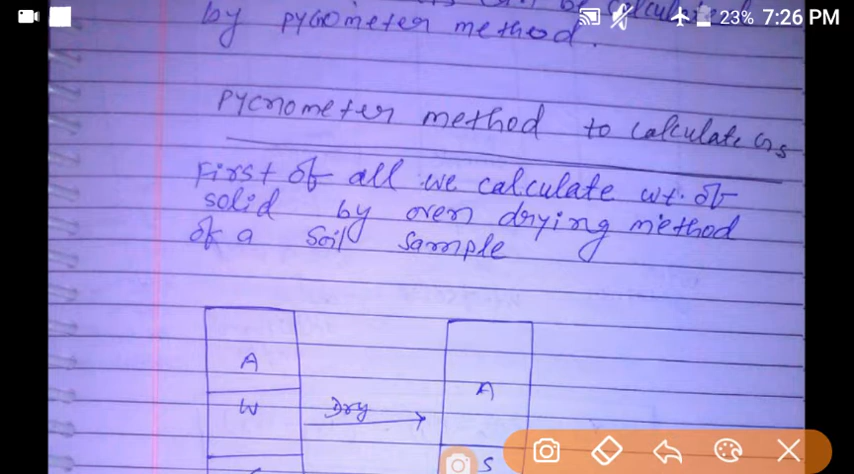 23% 7:26 PM
by pycnometer method.
Pycnometer method to calculate Gs
First of all we calculate wt. of
solid by oven drying method
of a soil sample
A
W
Dry
A
S